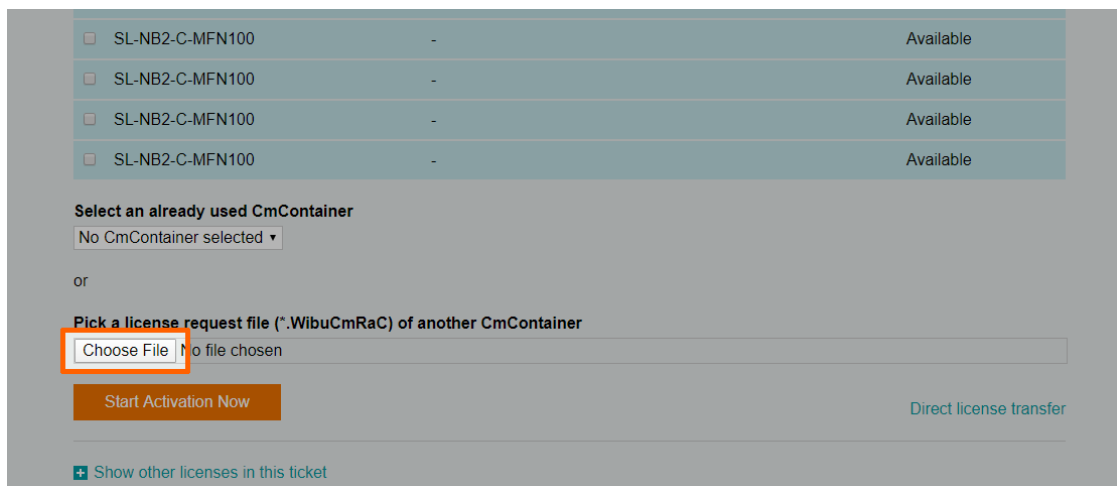 SL-NB2-C-MFN100 - Available
SL-NB2-C-MFN100 - Available
SL-NB2-C-MFN100 - Available
SL-NB2-C-MFN100 - Available
Select an already used CmContainer
No CmContainer selected
or
Pick a license request file (*.WibuCmRaC) of another CmContainer
Choose File No file chosen
Start Activation Now
Direct license transfer
Show other licenses in this ticket